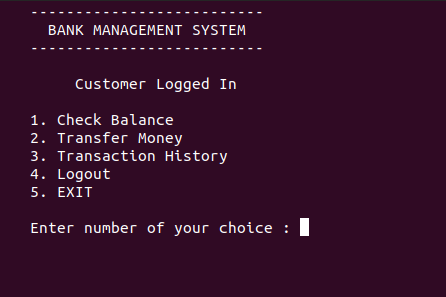 --------------------------
BANK MANAGEMENT SYSTEM
--------------------------
Customer Logged In
1. Check Balance
2. Transfer Money
3. Transaction History
4. Logout
5. EXIT
Enter number of your choice :